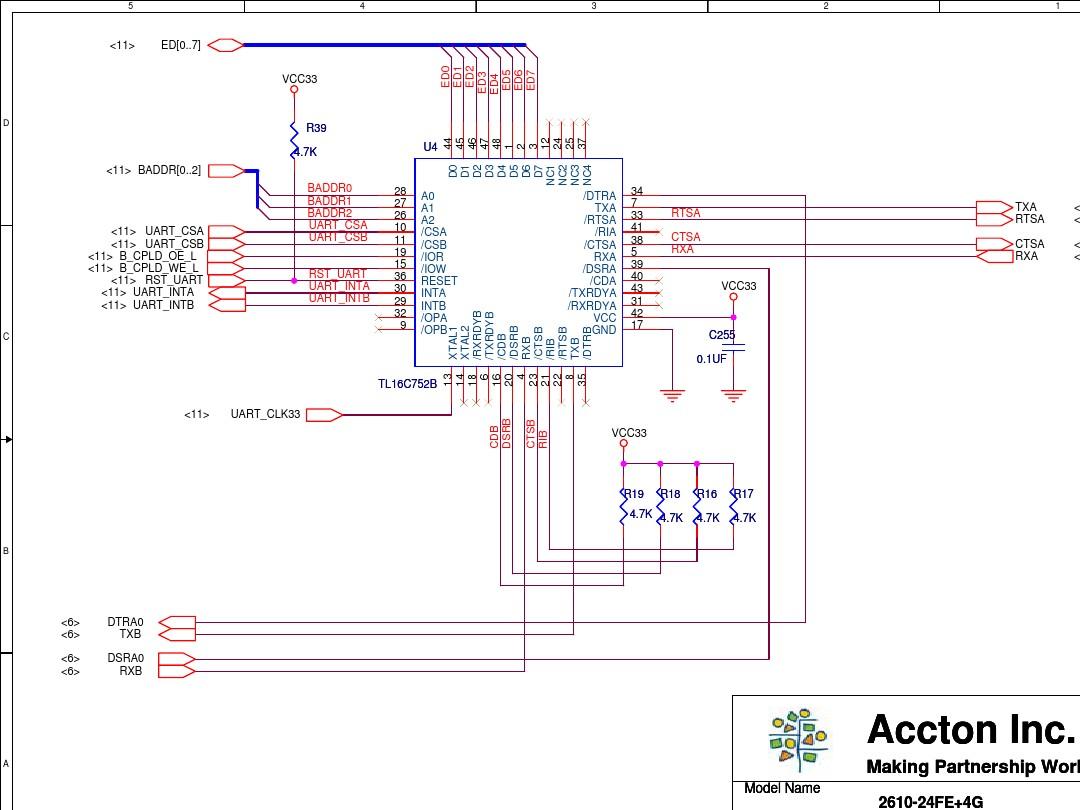 5 4 3 2 1
<11> ED[0..7]
ED0 ED1 ED2 ED3 ED4 ED5 ED6 ED7
VCC33
R39
4.7K
D
U4
44 45 46 47 48 1 2 3 12 24 25 37
D0 D1 D2 D3 D4 D5 D6 D7 NC1 NC2 NC3 NC4
<11> BADDR[0..2]
BADDR0 28 A0
BADDR1 27 A1
BADDR2 26 A2
<11> UART_CSA UART_CSA 10 /CSA
<11> UART_CSB UART_CSB 11 /CSB
<11> B_CPLD_OE_L 19 /IOR
<11> B_CPLD_WE_L 15 /IOW
<11> RST_UART RST_UART 36 RESET
<11> UART_INTA UART_INTA 30 INTA
<11> UART_INTB UART_INTB 29 INTB
32 /OPA
9 /OPB
/DTRA 34
TXA 7 TXA <
/RTSA 33 RTSA RTSA <
/RIA 41
/CTSA 38 CTSA CTSA <
RXA 5 RXA RXA <
/DSRA 39
/CDA 40
/TXRDYA 43
/RXRDYA 31
VCC 42
GND 17
VCC33
C255
0.1UF
C
XTAL1 XTAL2 /RXRDYB /TXRDYB /CDB /DSRB RXB /CTSB /RIB /RTSB TXB /DTRB
TL16C752B
13 14 18 6 16 20 4 23 21 22 8 35
<11> UART_CLK33
CDB DSRB CTSB RIB
VCC33
R19 R18 R16 R17
4.7K 4.7K 4.7K 4.7K
B
<6> DTRA0
<6> TXB
<6> DSRA0
<6> RXB
A
Accton Inc.
Making Partnership Wor
Model Name
2610-24FE+4G